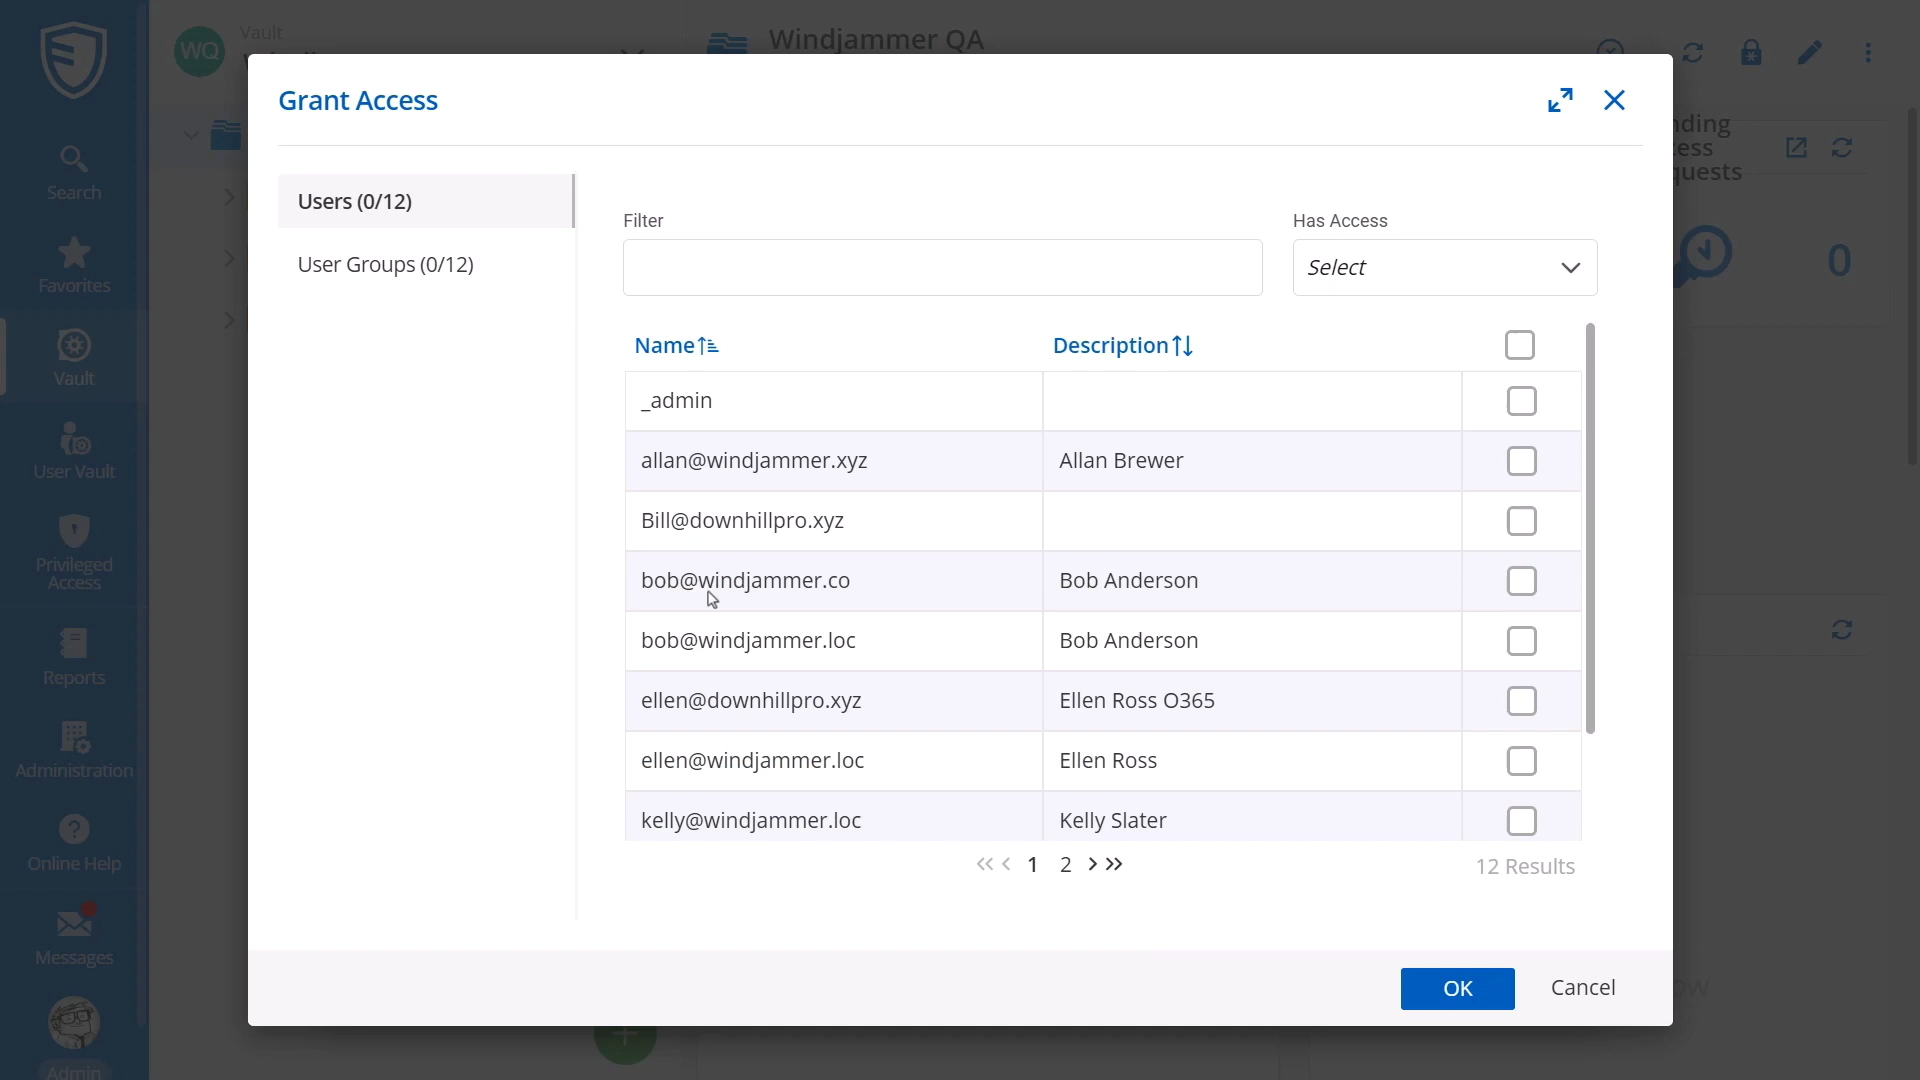 WQ
Vault
Windjammer QA
Grant Access
Search
Favorites
Vault
User Vault
Privileged
Access
Reports
Administration
Online Help
Messages
Admin
Users (0/12)
User Groups (0/12)
Filter
Has Access
Select
Name
Description
_admin
allan@windjammer.xyz Allan Brewer
Bill@downhillpro.xyz
bob@windjammer.co Bob Anderson
bob@windjammer.loc Bob Anderson
ellen@downhillpro.xyz Ellen Ross O365
ellen@windjammer.loc Ellen Ross
kelly@windjammer.loc Kelly Slater
1 2
12 Results
OK
Cancel
nding
ess
quests
0